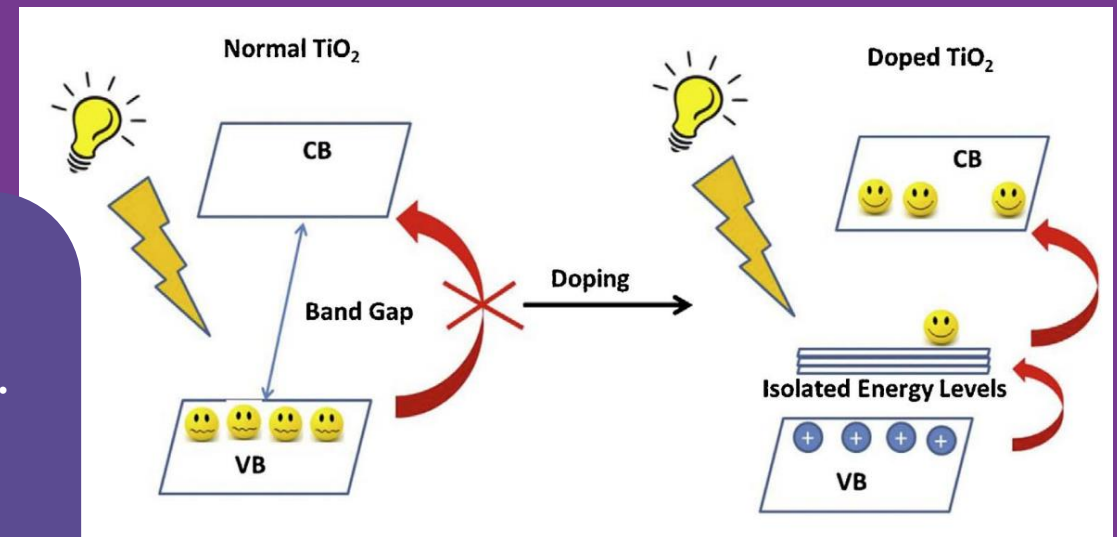 Normal TiO₂
CB
Band Gap
VB
Doping
Doped TiO₂
CB
Isolated Energy Levels
+ + + +
VB